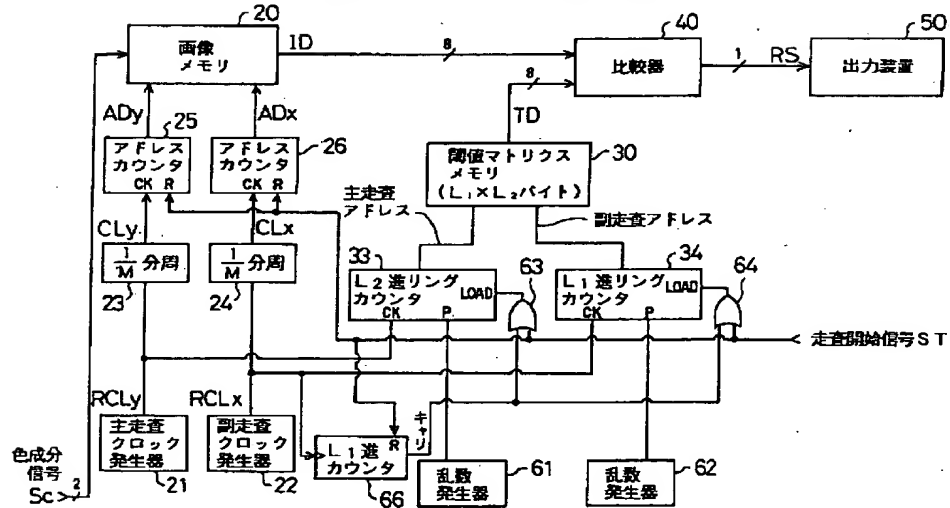 20
画像
メモリ
ID
8
40
比較器
1
RS
50
出力装置
8
TD
ADy
25
ADx
26
アドレス
カウンタ
CK R
アドレス
カウンタ
CK R
閾値マトリクス
メモリ
(L₁×L₂バイト)
30
主走査
アドレス
副走査アドレス
CLy
CLx
1/M 分周
23
1/M 分周
24
33
L2進リング
カウンタ
LOAD
CK P
63
34
L1進リング
カウンタ
LOAD
CK P
64
走査開始信号ST
RCLy
RCLx
主走査
クロック
発生器
21
副走査
クロック
発生器
22
R
L1進
カウンタ
66
キャリ
乱数
発生器
61
乱数
発生器
62
色成分
信号
Sc
2